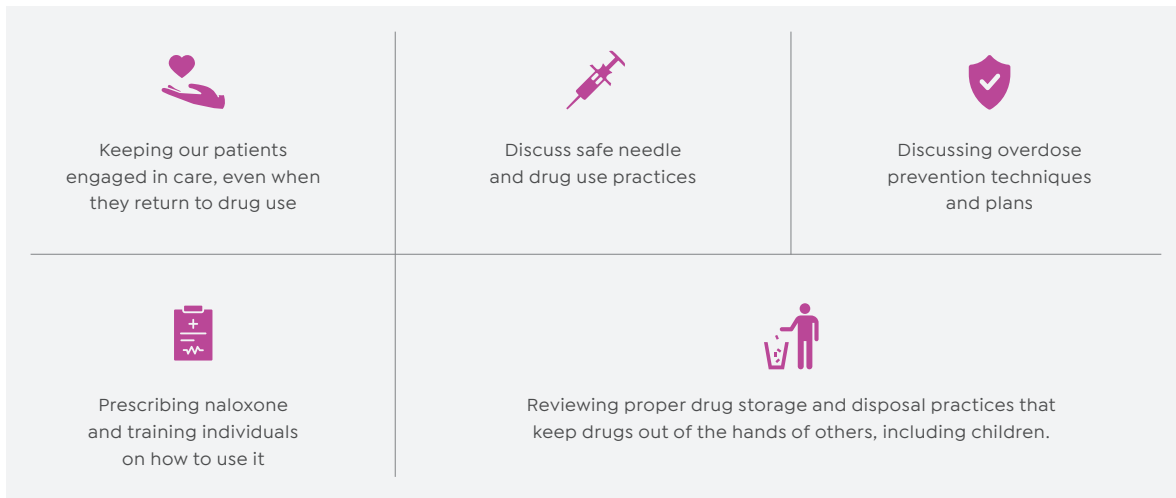 Keeping our patients
engaged in care, even when
they return to drug use
Discuss safe needle
and drug use practices
Discussing overdose
prevention techniques
and plans
Prescribing naloxone
and training individuals
on how to use it
Reviewing proper drug storage and disposal practices that
keep drugs out of the hands of others, including children.